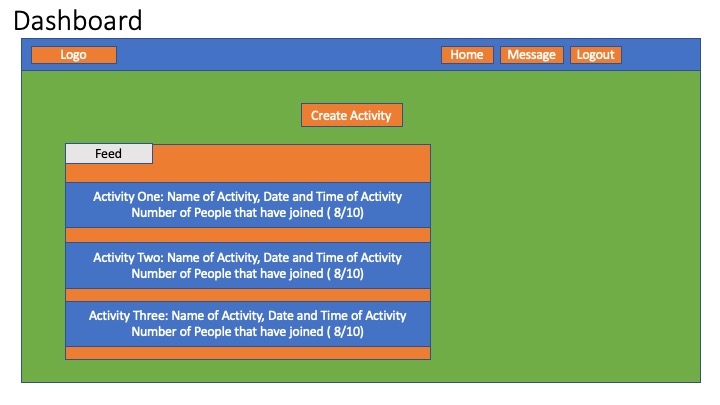 Dashboard
Logo
Home
Message
Logout
Create Activity
Feed
Activity One: Name of Activity, Date and Time of Activity
Number of People that have joined ( 8/10)
Activity Two: Name of Activity, Date and Time of Activity
Number of People that have joined ( 8/10)
Activity Three: Name of Activity, Date and Time of Activity
Number of People that have joined ( 8/10)